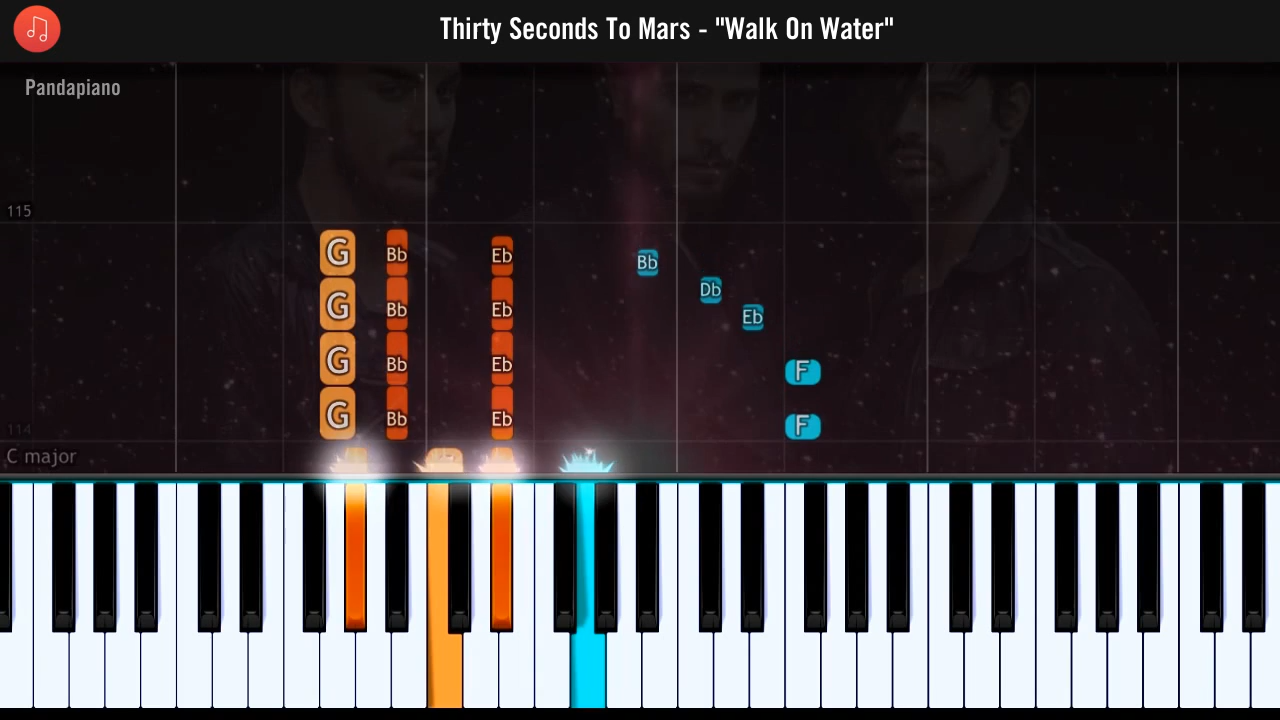 Thirty Seconds To Mars - "Walk On Water"
Pandapiano
115
G Bb Eb Bb
Db
G Bb Eb Eb
G Bb Eb F
G Bb Eb F
114
C major